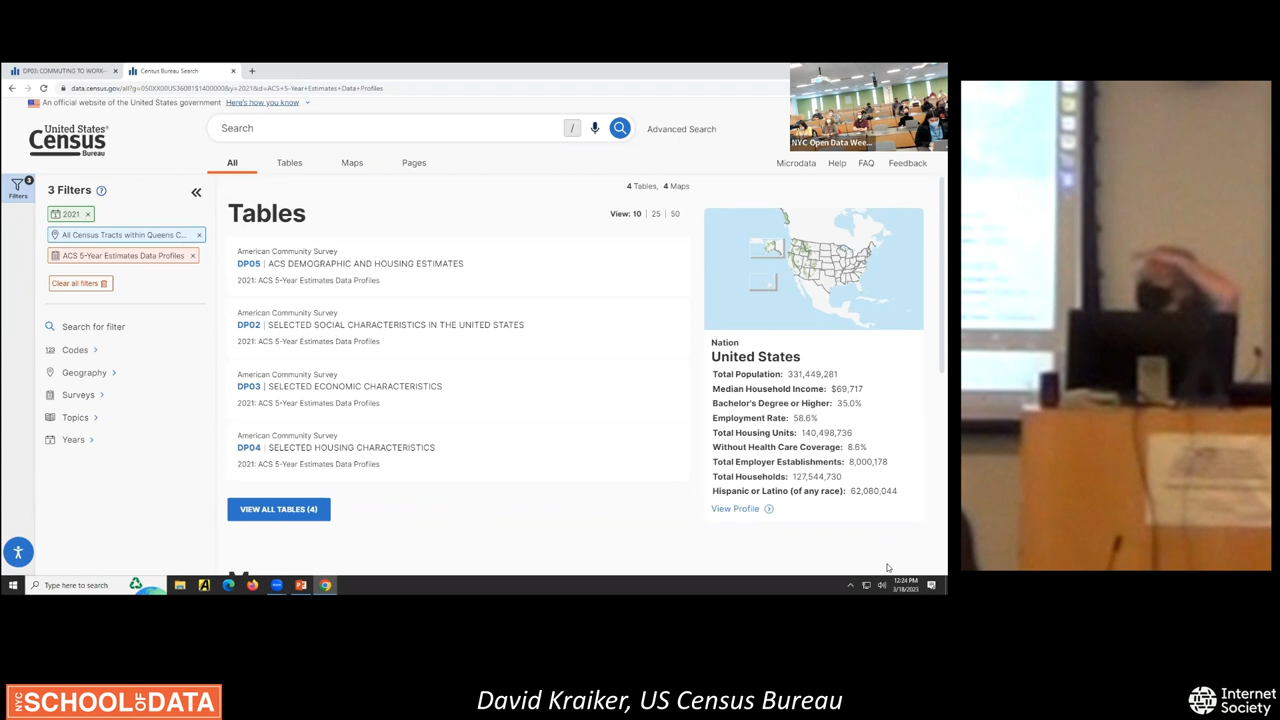 DP03: COMMUTING TO WORK
Census Bureau Search
data.census.gov/all?g=050XX00US36081$1400000&y=2021&d=ACS+5-Year+Estimates+Data+Profiles
An official website of the United States government Here's how you know
United States®
Census
Bureau
Search
/
Advanced Search
NYC Open Data Wee...
All Tables Maps Pages
Microdata Help FAQ Feedback
Filters
3
3 Filters
4 Tables, 4 Maps
2021
All Census Tracts within Queens C...
ACS 5-Year Estimates Data Profiles
Clear all filters
Search for filter
Codes
Geography
Surveys
Topics
Years
Tables
View: 10 | 25 | 50
American Community Survey
DP05 | ACS DEMOGRAPHIC AND HOUSING ESTIMATES
2021: ACS 5-Year Estimates Data Profiles
American Community Survey
DP02 | SELECTED SOCIAL CHARACTERISTICS IN THE UNITED STATES
2021: ACS 5-Year Estimates Data Profiles
American Community Survey
DP03 | SELECTED ECONOMIC CHARACTERISTICS
2021: ACS 5-Year Estimates Data Profiles
American Community Survey
DP04 | SELECTED HOUSING CHARACTERISTICS
2021: ACS 5-Year Estimates Data Profiles
VIEW ALL TABLES (4)
Nation
United States
Total Population: 331,449,281
Median Household Income: $69,717
Bachelor's Degree or Higher: 35.0%
Employment Rate: 58.6%
Total Housing Units: 140,498,736
Without Health Care Coverage: 8.6%
Total Employer Establishments: 8,000,178
Total Households: 127,544,730
Hispanic or Latino (of any race): 62,080,044
View Profile
Type here to search
12:24 PM
3/18/2023
NYC SCHOOL OF DATA
David Kraiker, US Census Bureau
Internet
Society